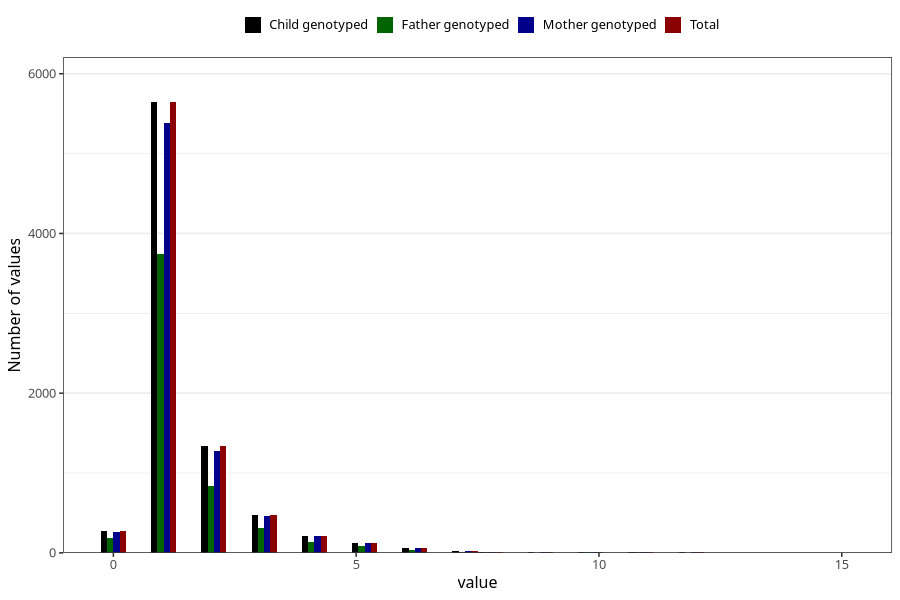 Child genotyped Father genotyped Mother genotyped Total
6000
4000
2000
0
Number of values
0 5 10 15
value